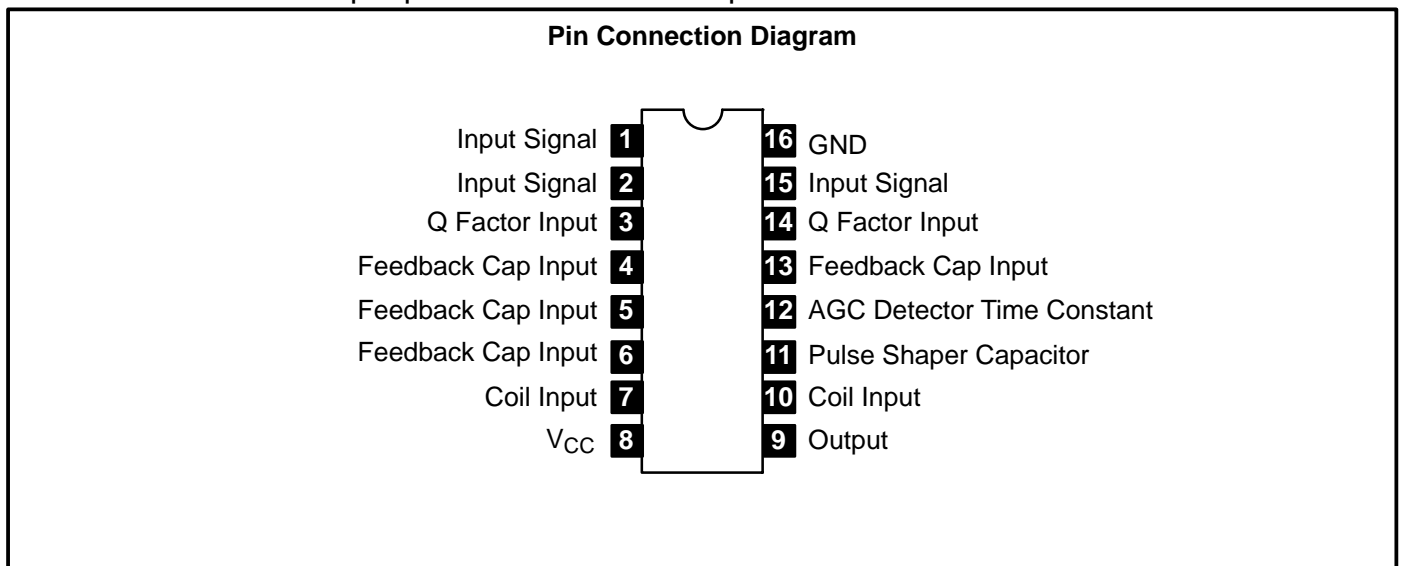 Pin Connection Diagram
Input Signal 1 16 GND
Input Signal 2 15 Input Signal
Q Factor Input 3 14 Q Factor Input
Feedback Cap Input 4 13 Feedback Cap Input
Feedback Cap Input 5 12 AGC Detector Time Constant
Feedback Cap Input 6 11 Pulse Shaper Capacitor
Coil Input 7 10 Coil Input
VCC 8 9 Output